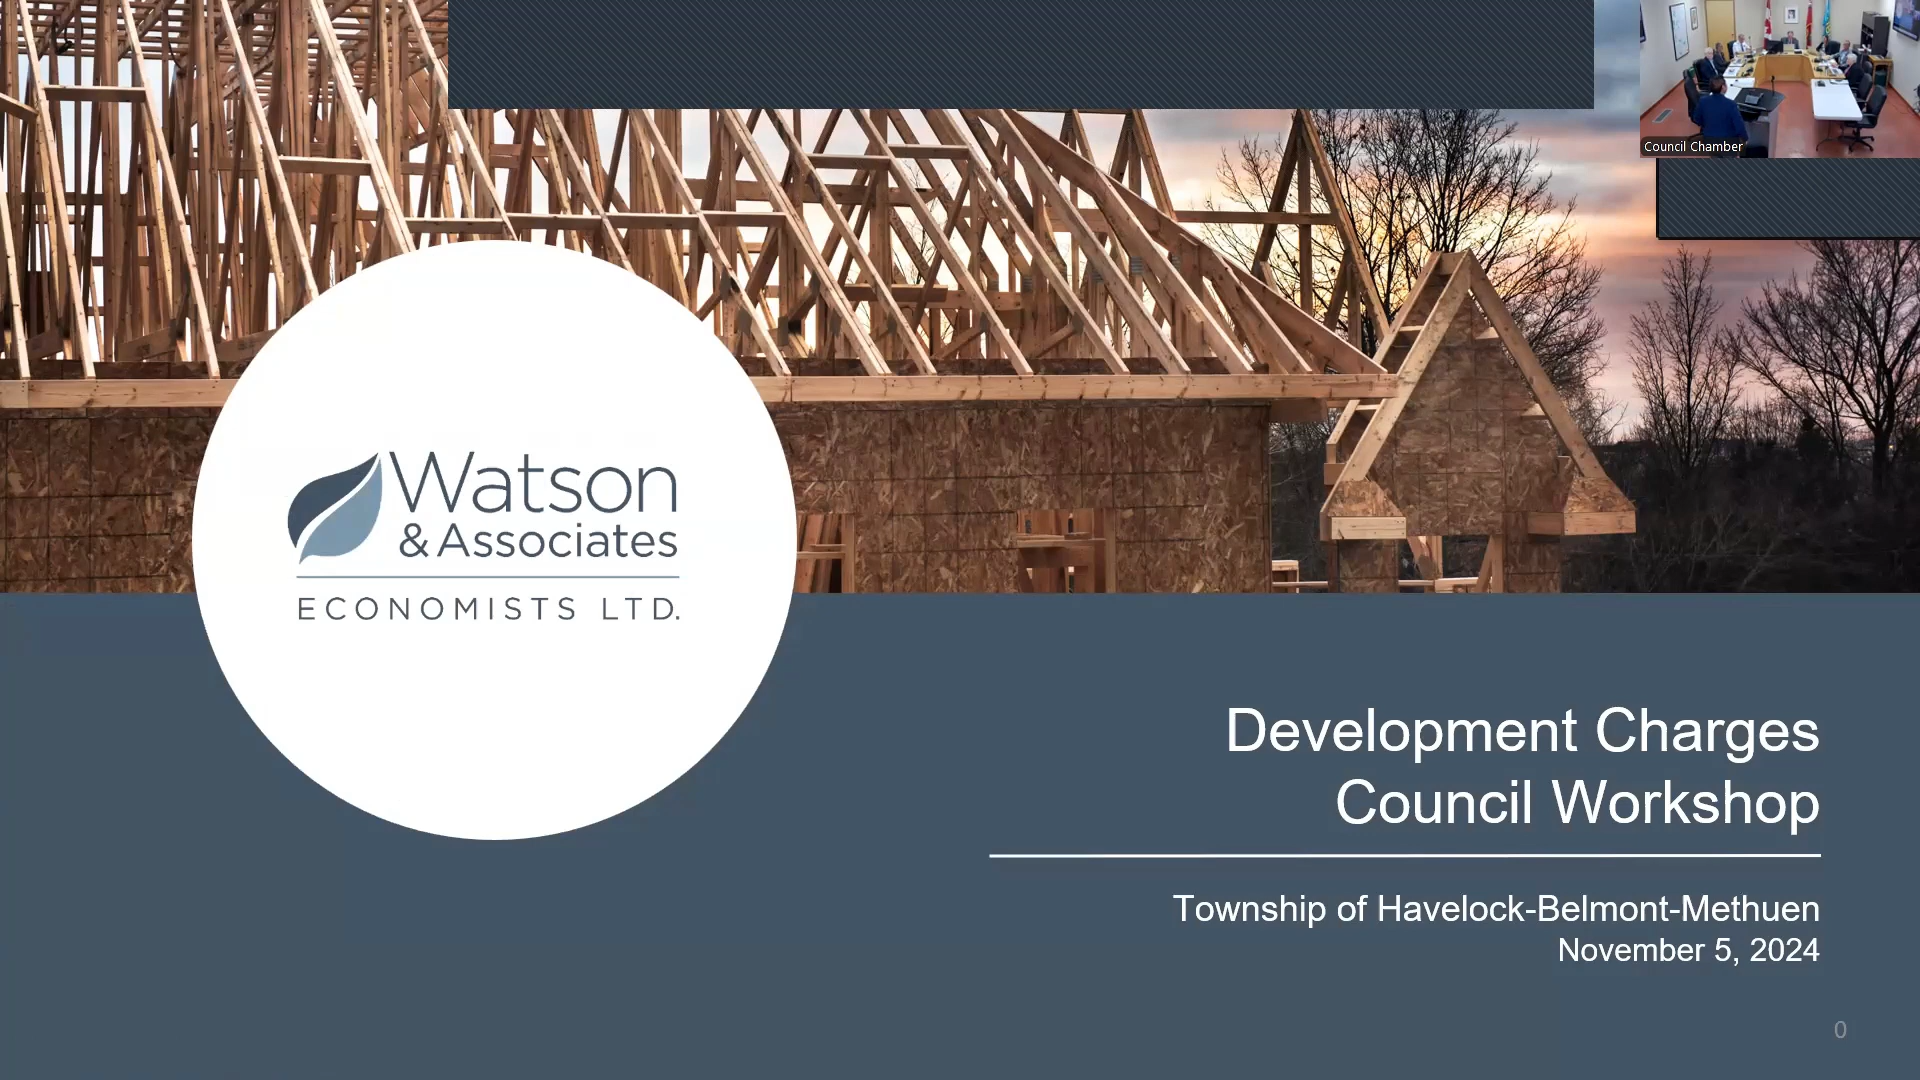 Council Chamber
Watson
& Associates
ECONOMISTS LTD.
Development Charges
Council Workshop
Township of Havelock-Belmont-Methuen
November 5, 2024
0